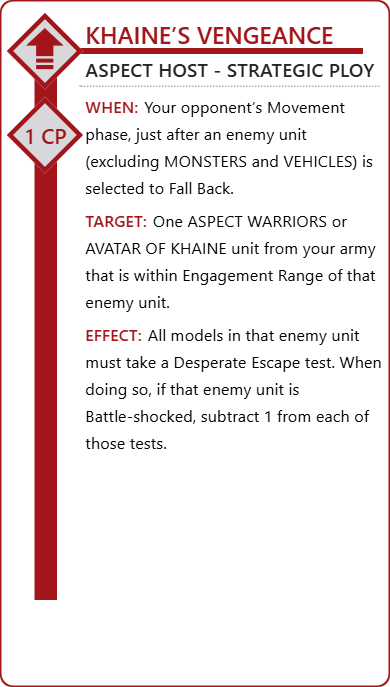 KHAINE’S VENGEANCE
ASPECT HOST - STRATEGIC PLOY
1 CP
WHEN: Your opponent’s Movement
phase, just after an enemy unit
(excluding MONSTERS and VEHICLES) is
selected to Fall Back.
TARGET: One ASPECT WARRIORS or
AVATAR OF KHAINE unit from your army
that is within Engagement Range of that
enemy unit.
EFFECT: All models in that enemy unit
must take a Desperate Escape test. When
doing so, if that enemy unit is
Battle-shocked, subtract 1 from each of
those tests.